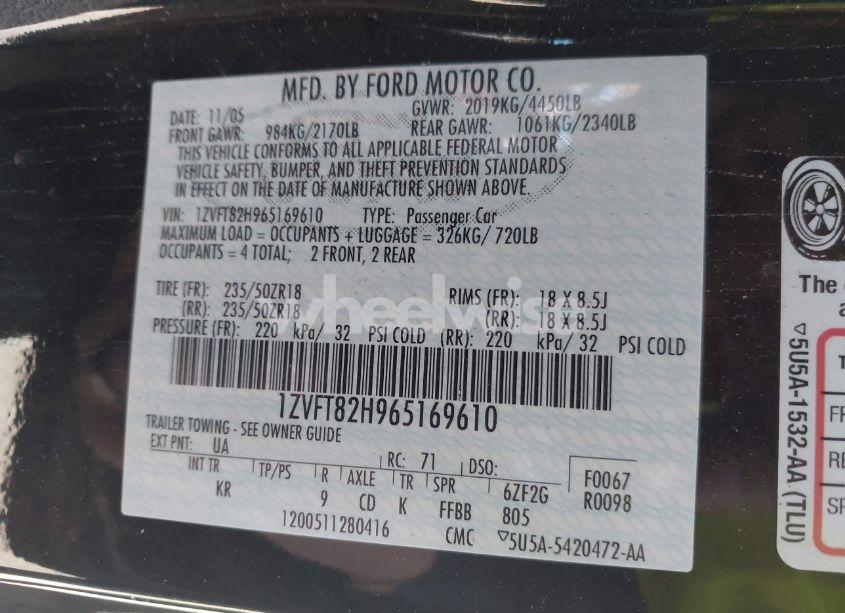 MFD. BY FORD MOTOR CO.
DATE: 11/05 GVWR: 2019KG/4450LB
FRONT GAWR: 984KG/2170LB REAR GAWR: 1061KG/2340LB
THIS VEHICLE CONFORMS TO ALL APPLICABLE FEDERAL MOTOR
VEHICLE SAFETY, BUMPER, AND THEFT PREVENTION STANDARDS
IN EFFECT ON THE DATE OF MANUFACTURE SHOWN ABOVE.
VIN: 1ZVFT82H965169610 TYPE: Passenger Car
MAXIMUM LOAD = OCCUPANTS + LUGGAGE = 326KG/ 720LB
OCCUPANTS = 4 TOTAL; 2 FRONT, 2 REAR
TIRE (FR): 235/50ZR18 RIMS (FR): 18 X 8.5J
(RR): 235/50ZR18 (RR): 18 X 8.5J
PRESSURE (FR): 220 kPa/ 32 PSI COLD (RR): 220 kPa/ 32 PSI COLD
1ZVFT82H965169610
TRAILER TOWING - SEE OWNER GUIDE
EXT PNT: UA RC: 71 DSO: F0067
R0098
INT TR TP/PS R AXLE TR SPR 6ZF2G
KR 9 CD K FFBB 805
1200511280416 CMC ▽5U5A-5420472-AA
wheelwise
The
a
▽5U5A-1532-AA (TLU)
T
FR
RE
SP